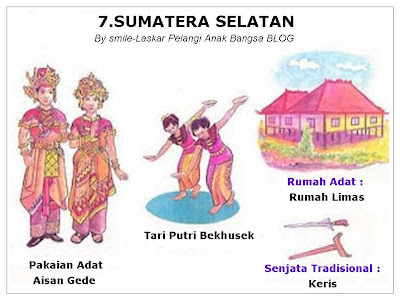 7.SUMATERA SELATAN
By smile-Laskar Pelangi Anak Bangsa BLOG
Rumah Adat :
Rumah Limas
Tari Putri Bekhusek
Pakaian Adat
Aisan Gede
Senjata Tradisional :
Keris